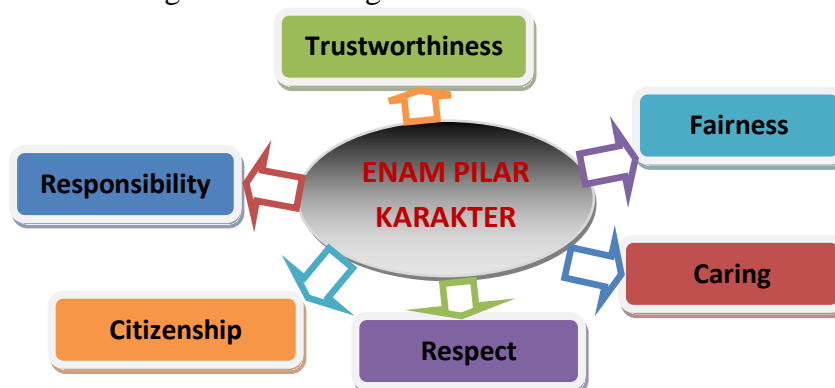 Trustworthiness
Fairness
ENAM PILAR
KARAKTER
Responsibility
Caring
Citizenship
Respect